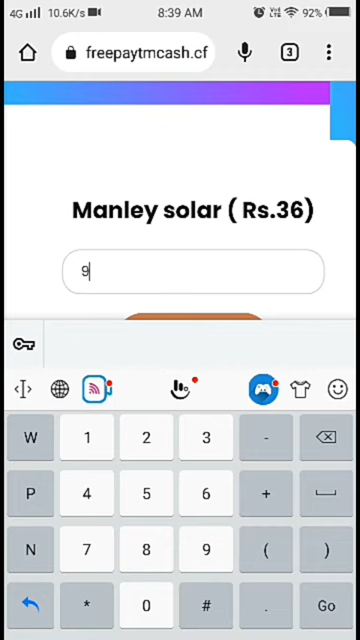 4G 10.6K/s 8:39 AM VoLTE 92%
freepaytmcash.cf 3
Manley solar ( Rs.36)
9
W 1 2 3 -
P 4 5 6 +
N 7 8 9 ( )
* 0 # . Go